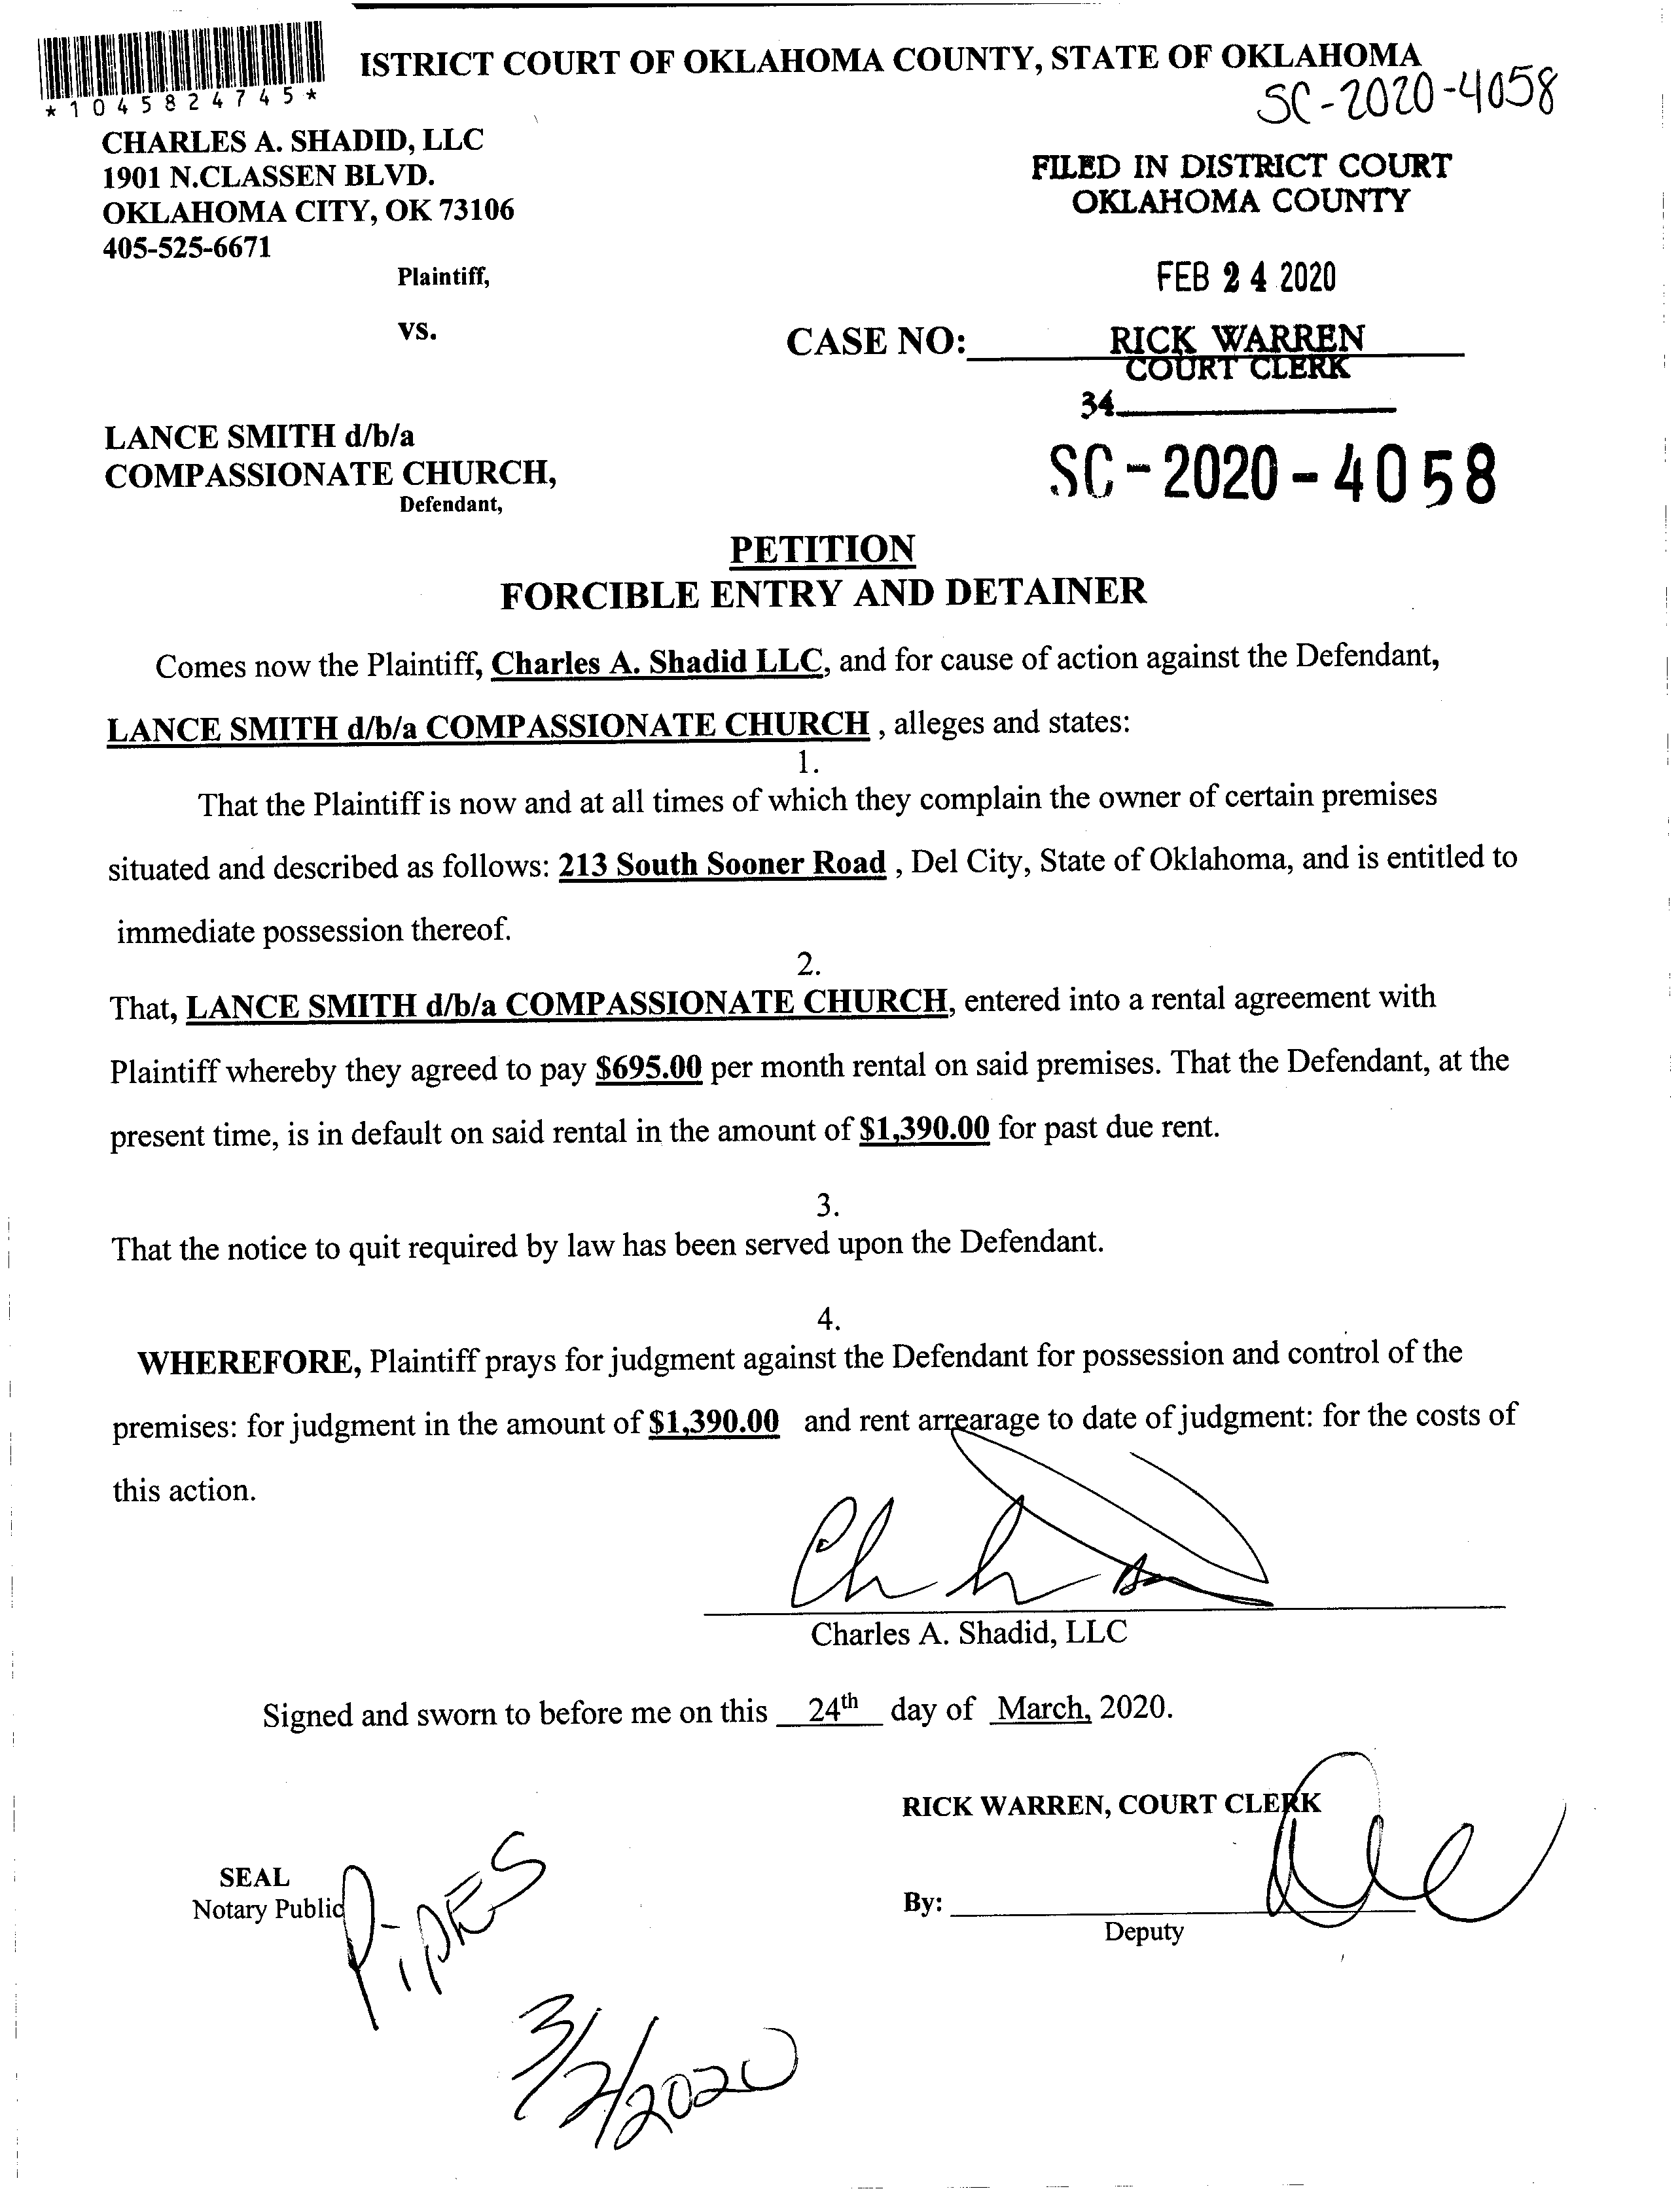 ISTRICT COURT OF OKLAHOMA COUNTY, STATE OF OKLAHOMA
*1045824745*
SC-2020-4058
CHARLES A. SHADID, LLC
1901 N.CLASSEN BLVD.
OKLAHOMA CITY, OK 73106
405-525-6671
Plaintiff,
FILED IN DISTRICT COURT
OKLAHOMA COUNTY
FEB 24 2020
vs.
CASE NO:
RICK WARREN
COURT CLERK
34
LANCE SMITH d/b/a
COMPASSIONATE CHURCH,
Defendant,
SC-2020-4058
PETITION
FORCIBLE ENTRY AND DETAINER
Comes now the Plaintiff, Charles A. Shadid LLC, and for cause of action against the Defendant,
LANCE SMITH d/b/a COMPASSIONATE CHURCH , alleges and states:
1.
That the Plaintiff is now and at all times of which they complain the owner of certain premises
situated and described as follows: 213 South Sooner Road , Del City, State of Oklahoma, and is entitled to
immediate possession thereof.
2.
That, LANCE SMITH d/b/a COMPASSIONATE CHURCH, entered into a rental agreement with
Plaintiff whereby they agreed to pay $695.00 per month rental on said premises. That the Defendant, at the
present time, is in default on said rental in the amount of $1,390.00 for past due rent.
3.
That the notice to quit required by law has been served upon the Defendant.
4.
WHEREFORE, Plaintiff prays for judgment against the Defendant for possession and control of the
premises: for judgment in the amount of $1,390.00 and rent arrearage to date of judgment: for the costs of
this action.
Charles A. Shadid, LLC
Signed and sworn to before me on this 24th day of March, 2020.
RICK WARREN, COURT CLERK
SEAL
Notary Public
By:
Deputy
PipKES
3/2/2020